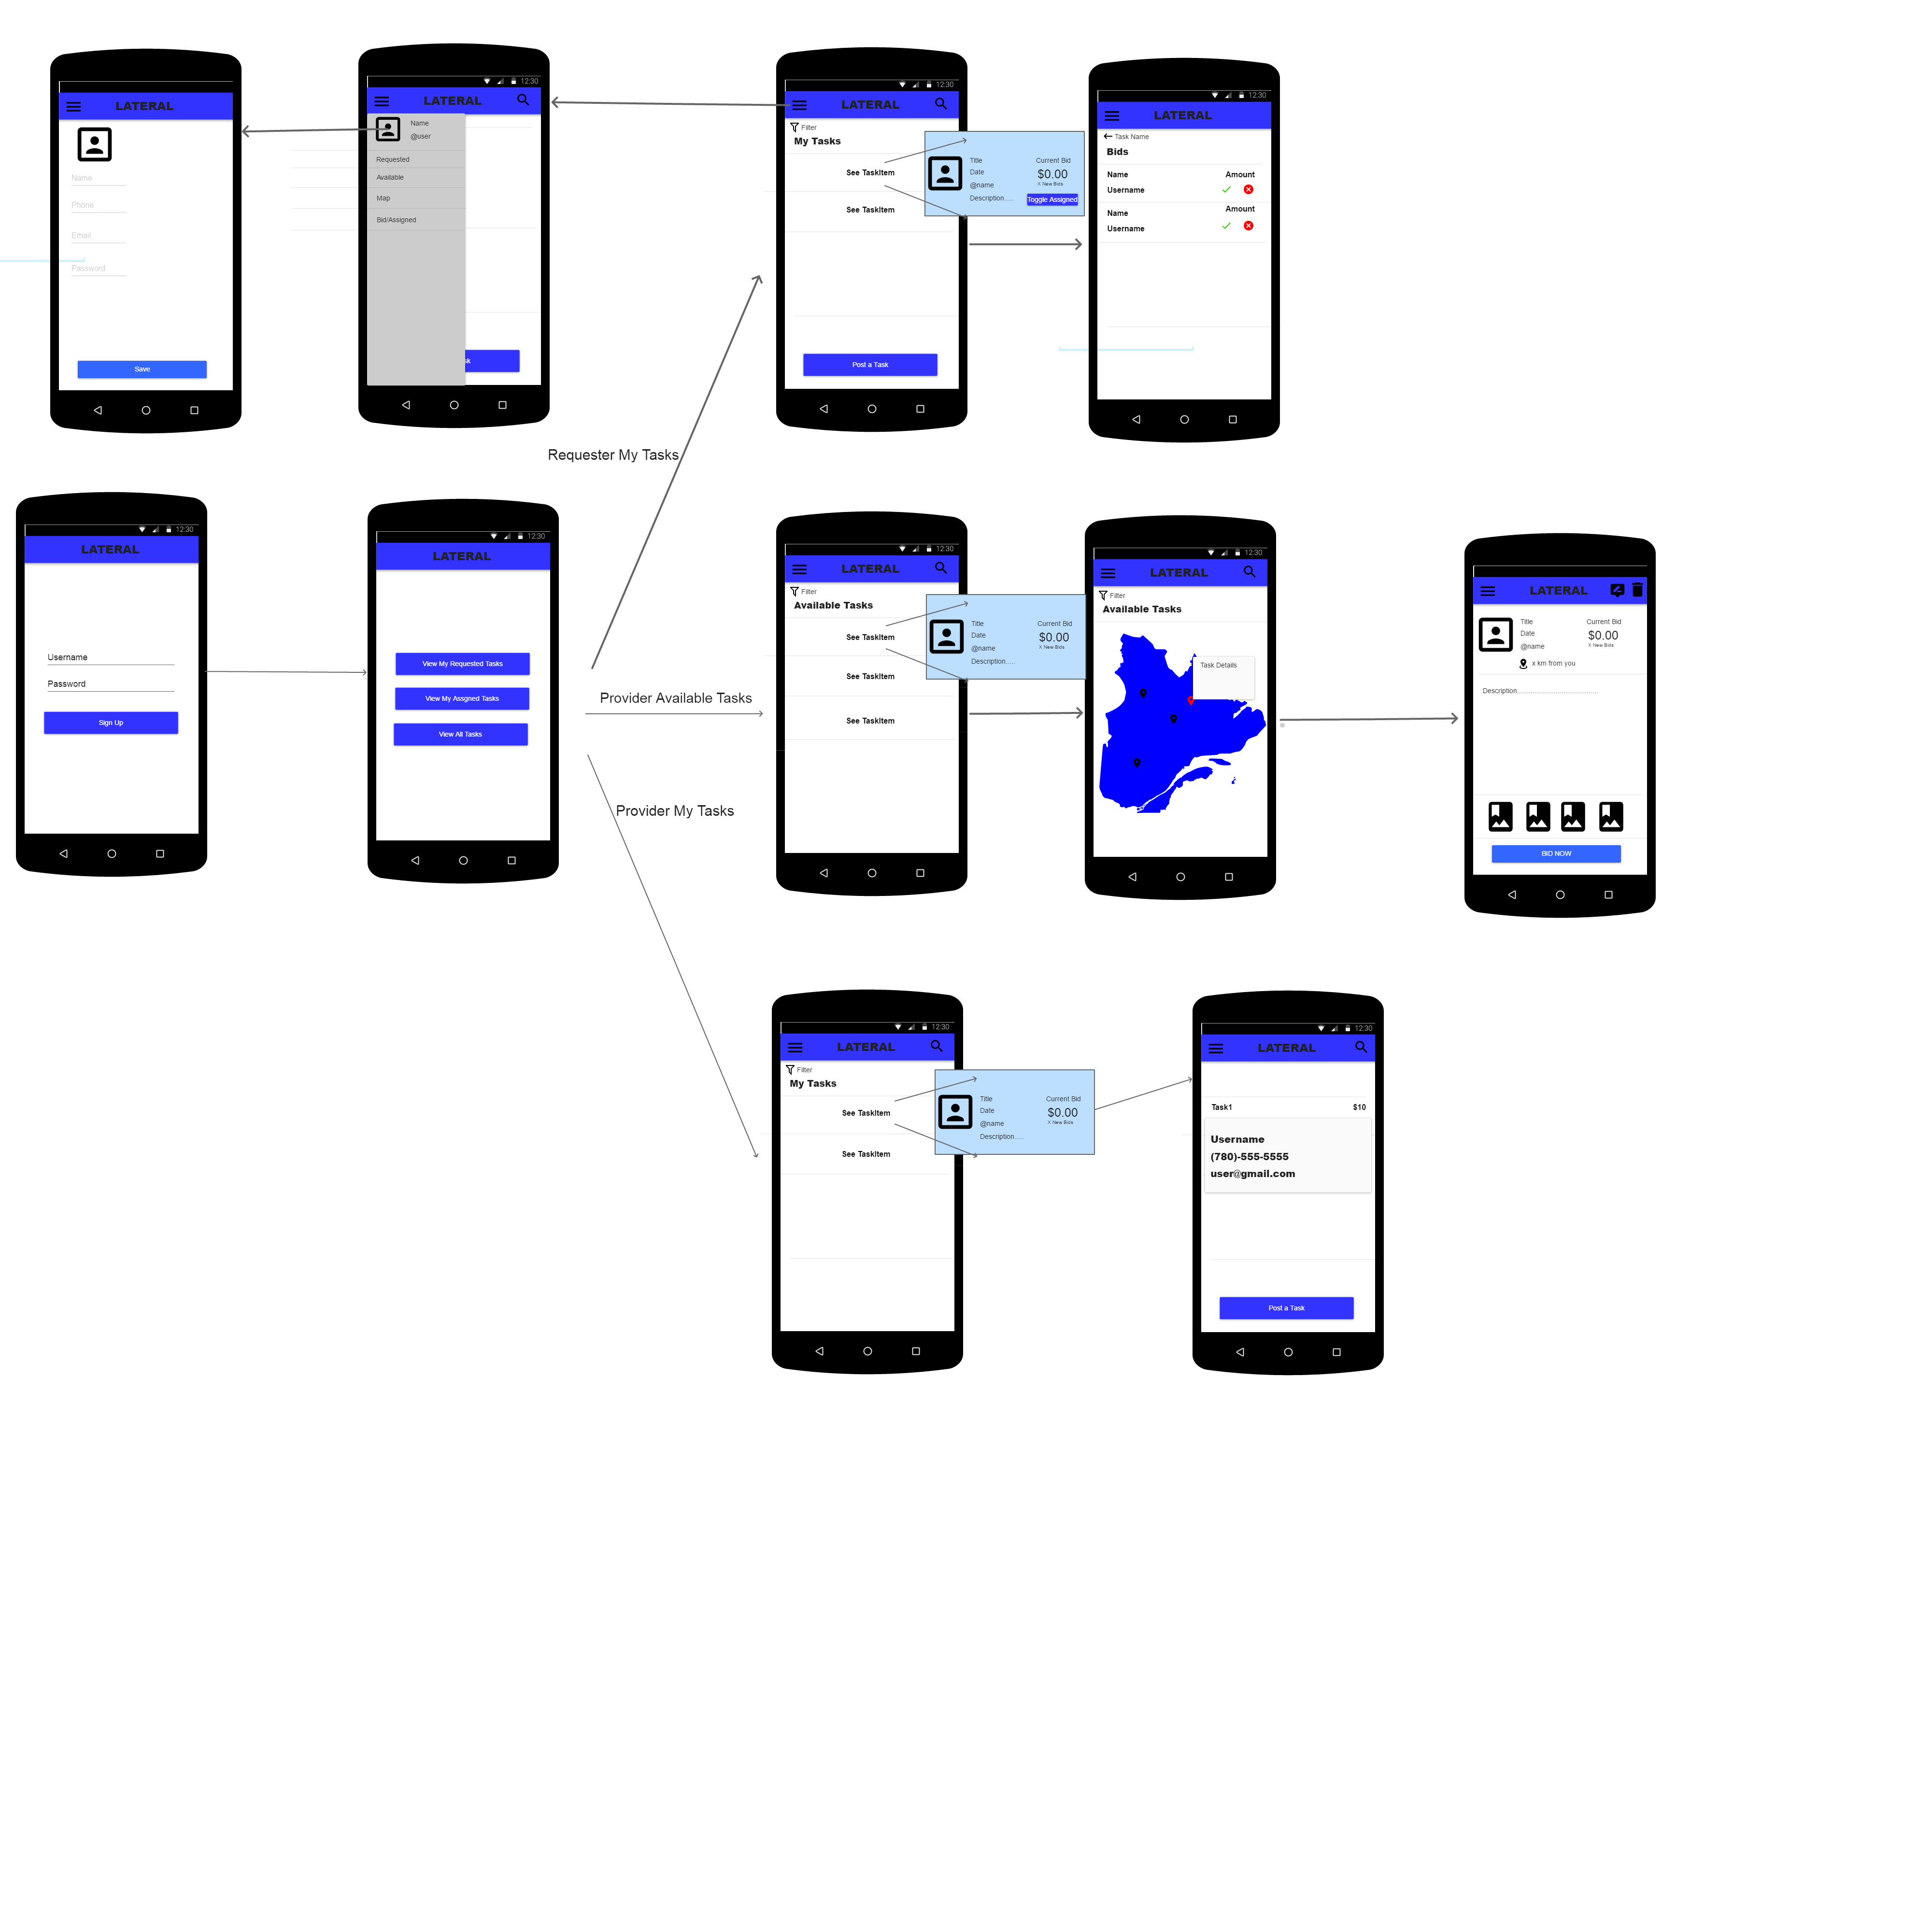 LATERAL
Name
Phone
Email
Password
Save
12:30
LATERAL
Name
@user
Requested
Available
Map
Bid/Assigned
sk
12:30
LATERAL
Filter
My Tasks
See TaskItem
See TaskItem
Post a Task
Title
Current Bid
Date
$0.00
@name
X New Bids
Description.....
Toggle Assigned
12:30
LATERAL
Task Name
Bids
Name
Amount
Username
Name
Amount
Username
Requester My Tasks
12:30
LATERAL
Username
Password
Sign Up
12:30
LATERAL
View My Requested Tasks
View My Assgned Tasks
View All Tasks
Provider Available Tasks
Provider My Tasks
12:30
LATERAL
Filter
Available Tasks
See TaskItem
See TaskItem
See TaskItem
Title
Current Bid
Date
$0.00
@name
X New Bids
Description.....
12:30
LATERAL
Filter
Available Tasks
Task Details
LATERAL
Title
Current Bid
Date
$0.00
@name
X New Bids
x km from you
Description........................................
BID NOW
12:30
LATERAL
Filter
My Tasks
See TaskItem
See TaskItem
Title
Current Bid
Date
$0.00
@name
X New Bids
Description.....
12:30
LATERAL
Task1
$10
Username
(780)-555-5555
user@gmail.com
Post a Task